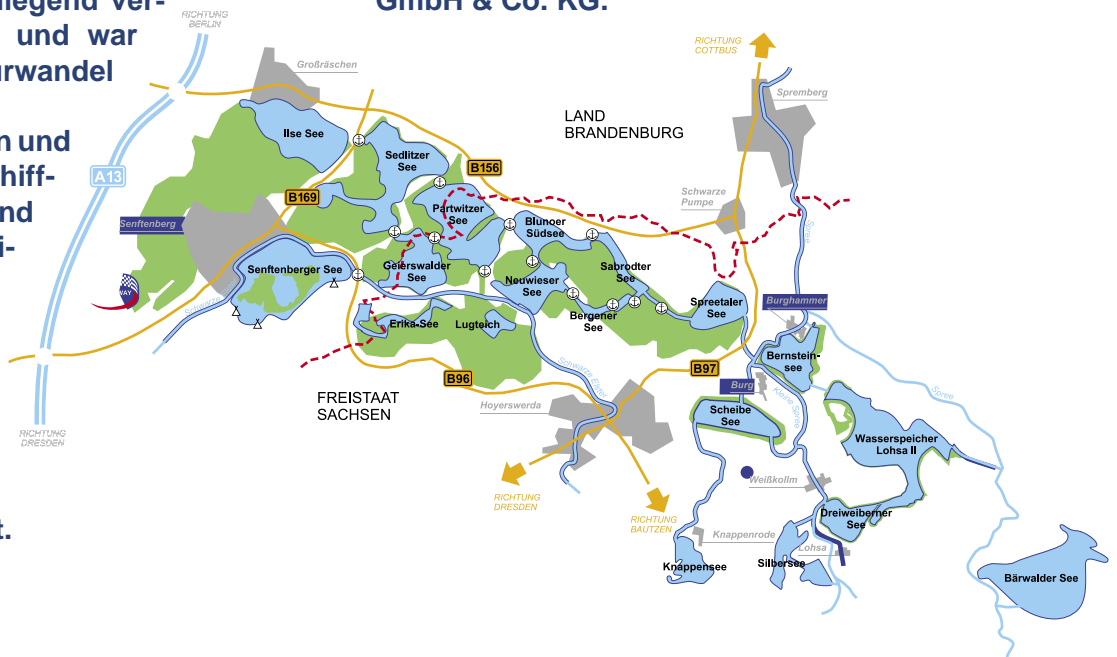 liegend ver-
und war
urwandel
n und
hiff-
nd
i-
t.
GmbH & Co. KG.
RICHTUNG
BERLIN
Großräschen
RICHTUNG
COTTBUS
Spremberg
LAND
BRANDENBURG
Ilse See
Sedlitzer
See
A13
B156
B169
Schwarze
Pumpe
Partwitzer
See
Blunoer
Südsee
Senftenberg
Spree
Senftenberger See
Geierswalder
See
Sabrodter
See
Neuwieser
See
WAY
Spreetaler
See
Burghammer
Schwarze
Erika-See
Lugteich
Bergener
See
Bernstein-
see
Schwarze Elster
B97
B96
Burg
Kleine Spree
Spree
FREISTAAT
SACHSEN
Hoyerswerda
Scheibe
See
RICHTUNG
DRESDEN
Wasserspeicher
Lohsa II
Weißkollm
RICHTUNG
DRESDEN
RICHTUNG
BAUTZEN
Dreiweiberner
See
Knappenrode
Lohsa
Knappensee
Silbersee
Bärwalder See